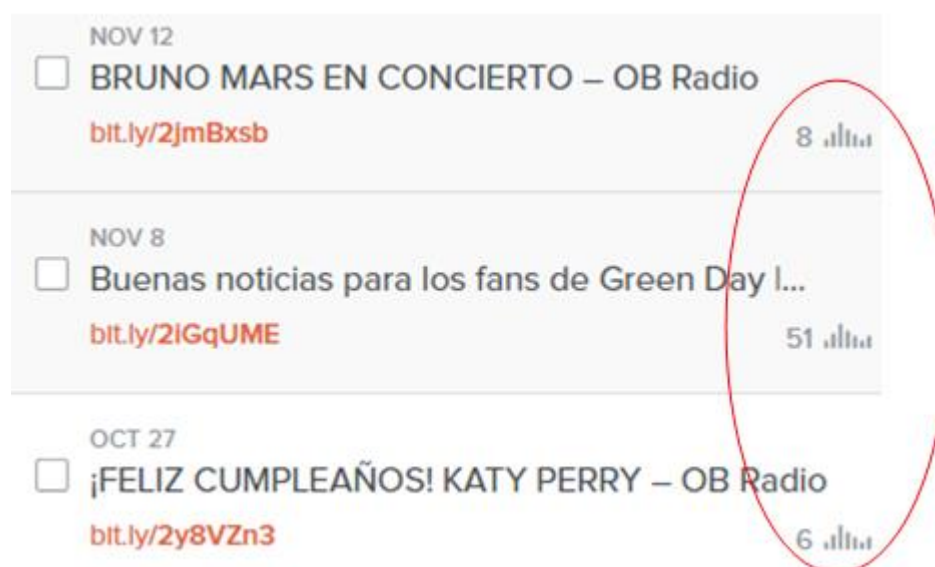 NOV 12
BRUNO MARS EN CONCIERTO – OB Radio
bit.ly/2jmBxsb
8
NOV 8
Buenas noticias para los fans de Green Day |...
bit.ly/2iGqUME
51
OCT 27
¡FELIZ CUMPLEAÑOS! KATY PERRY – OB Radio
bit.ly/2y8VZn3
6